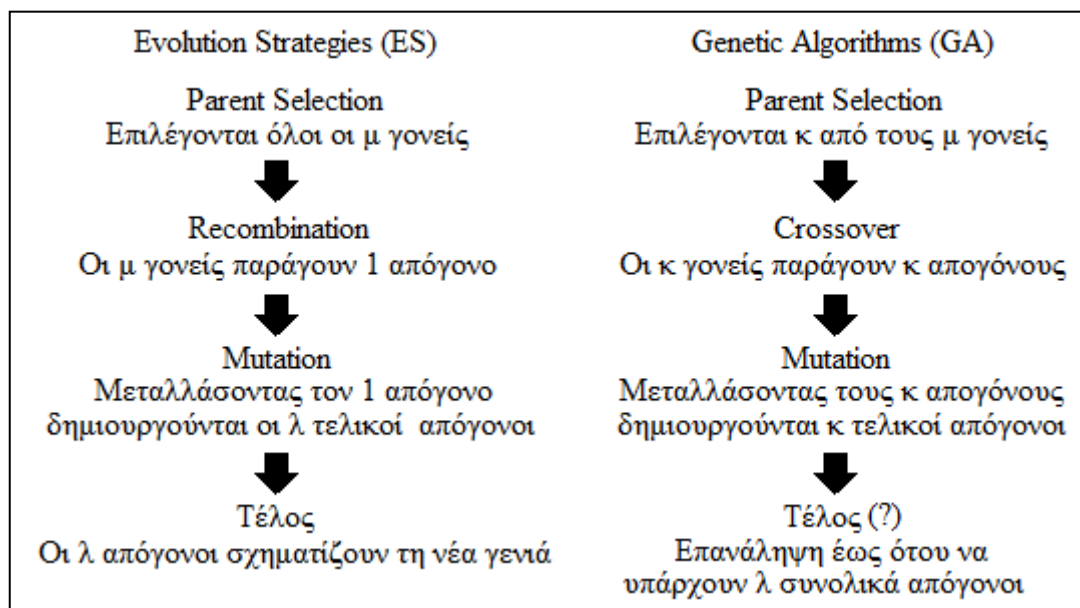 Evolution Strategies (ES)
Parent Selection
Επιλέγονται όλοι οι μ γονείς
Recombination
Οι μ γονείς παράγουν 1 απόγονο
Mutation
Μεταλλάσοντας τον 1 απόγονο
δημιουργούνται οι λ τελικοί απόγονοι
Τέλος
Οι λ απόγονοι σχηματίζουν τη νέα γενιά
Genetic Algorithms (GA)
Parent Selection
Επιλέγονται κ από τους μ γονείς
Crossover
Οι κ γονείς παράγουν κ απογόνους
Mutation
Μεταλλάσοντας τους κ απογόνους
δημιουργούνται κ τελικοί απόγονοι
Τέλος (?)
Επανάληψη έως ότου να
υπάρχουν λ συνολικά απόγονοι